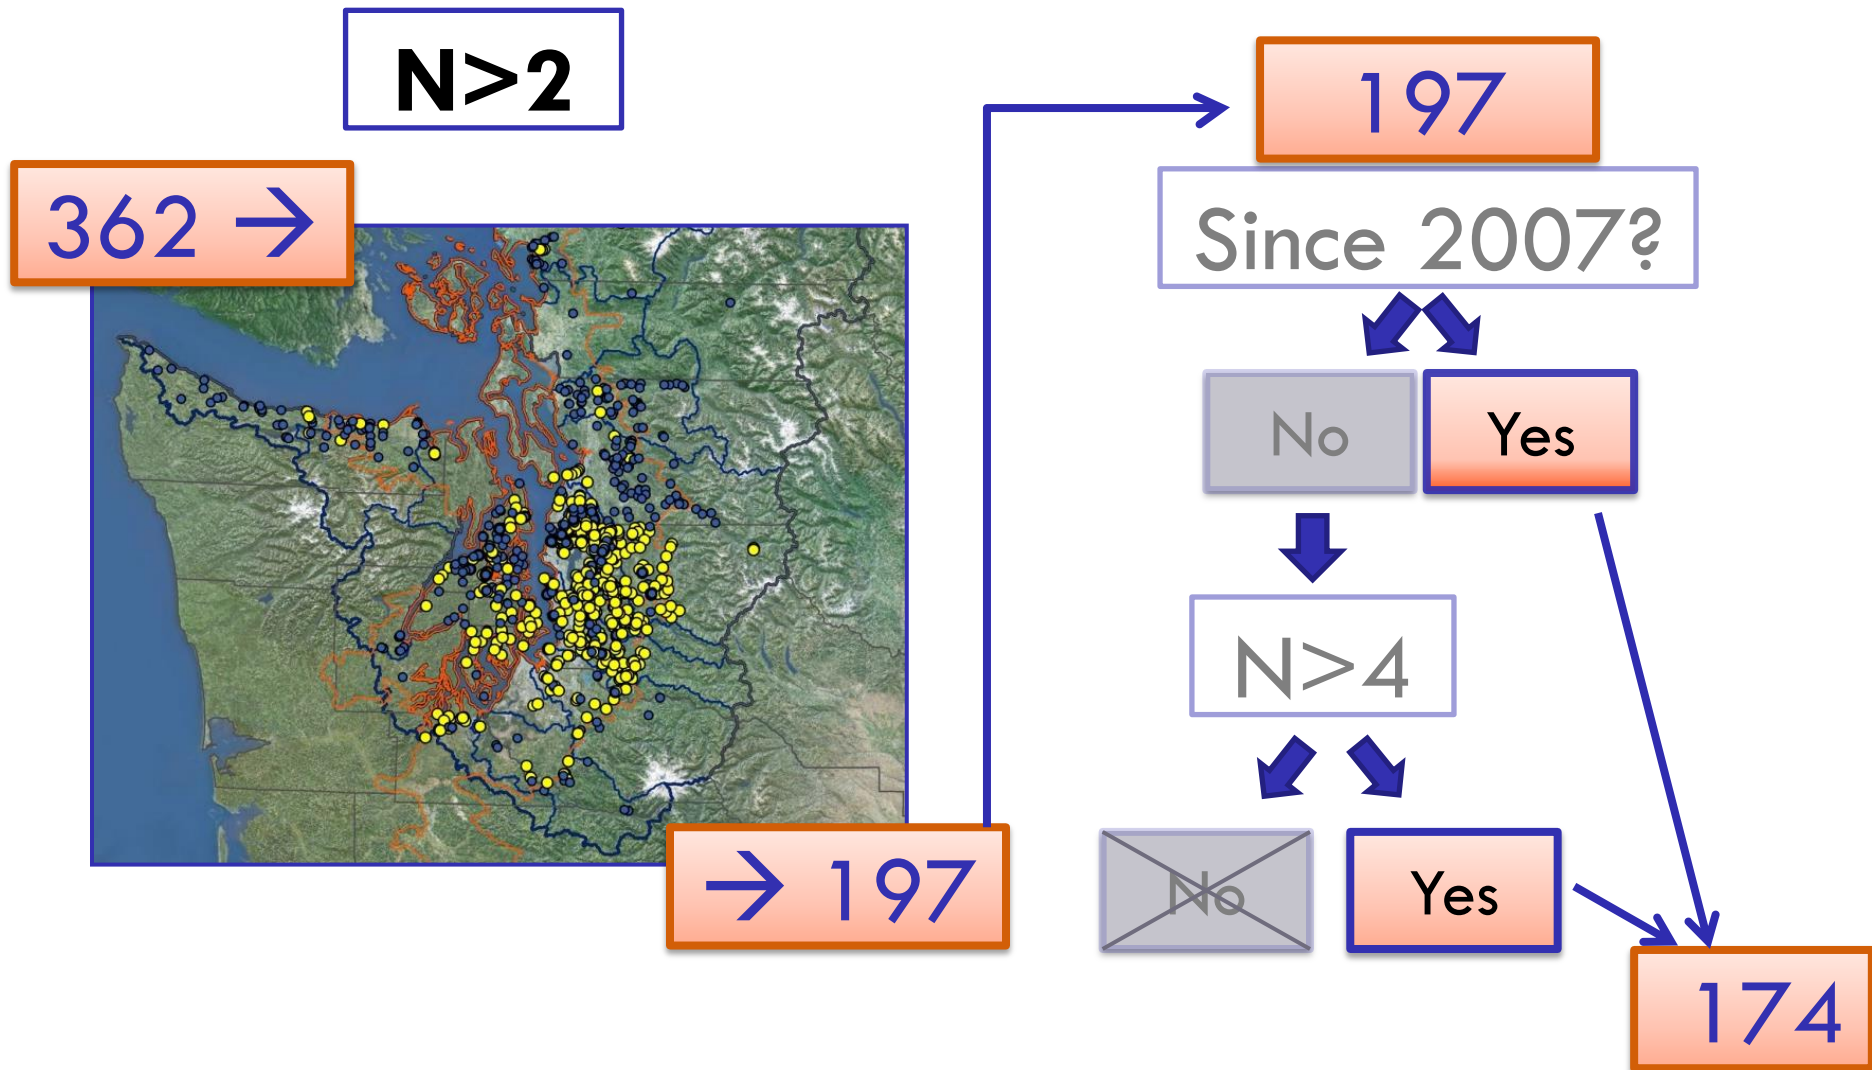 N>2
362 →
→ 197
197
Since 2007?
No
Yes
N>4
No
Yes
174